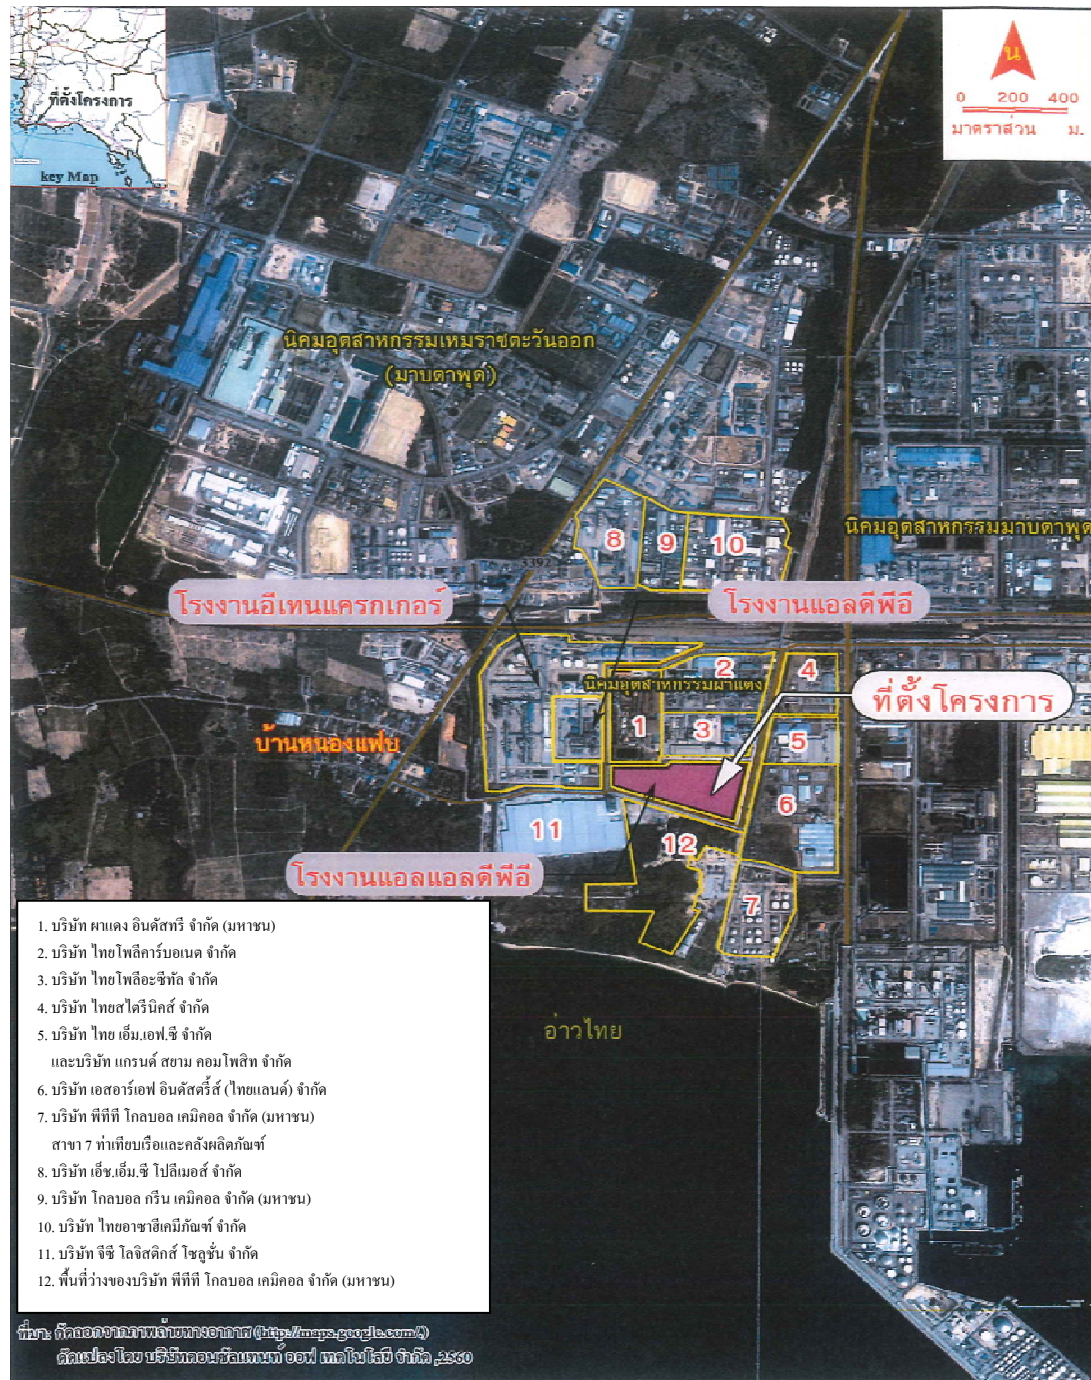 ที่ตั้งโครงการ
key Map
น
0 200 400
มาตราส่วน ม.
นิคมอุตสาหกรรมเหมราชตะวันออก
(มาบตาพุด)
8
9
10
นิคมอุตสาหกรรมมาบตาพุด
3392
โรงงานอีเทนแครกเกอร์
โรงงานแอลดีพีอี
2
4
นิคมอุตสาหกรรมผาแดง
ที่ตั้งโครงการ
1
3
5
บ้านหนองแฟบ
6
11
12
โรงงานแอลแอลดีพีอี
7
อ่าวไทย
1. บริษัท ผาแดง อินดัสทรี จำกัด (มหาชน)
2. บริษัท ไทยโพลีคาร์บอเนต จำกัด
3. บริษัท ไทยโพลีอะซีทัล จำกัด
4. บริษัท ไทยสไตรีนิคส์ จำกัด
5. บริษัท ไทย เอ็ม.เอฟ.ซี จำกัด
และบริษัท แกรนด์ สยาม คอมโพสิท จำกัด
6. บริษัท เอสอาร์เอฟ อินดัสตรี้ส์ (ไทยแลนด์) จำกัด
7. บริษัท พีทีที โกลบอล เคมิคอล จำกัด (มหาชน)
สาขา 7 ท่าเทียบเรือและคลังผลิตภัณฑ์
8. บริษัท เอ็ช.เอ็ม.ซี โปลีเมอส์ จำกัด
9. บริษัท โกลบอล กรีน เคมิคอล จำกัด (มหาชน)
10. บริษัท ไทยอาซาฮีเคมีภัณฑ์ จำกัด
11. บริษัท จีซี โลจิสติกส์ โซลูชั่น จำกัด
12. พื้นที่ว่างของบริษัท พีทีที โกลบอล เคมิคอล จำกัด (มหาชน)
ที่มา: คัดลอกจากภาพถ่ายทางอากาศ (http://maps.google.com/)
ดัดแปลงโดย บริษัทคอนซัลแทนท์ ออฟ เทคโนโลยี จำกัด ,2560